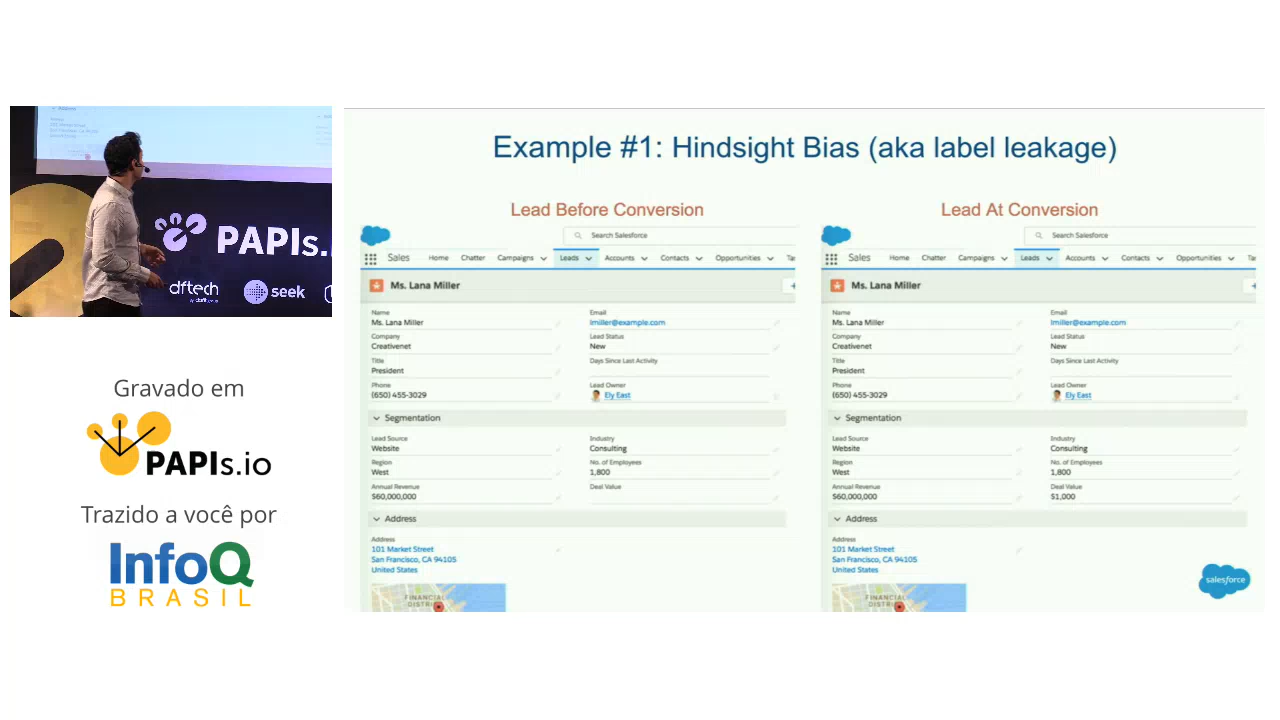 PAPIs.
dftech
seek
Gravado em
PAPIs.io
Trazido a você por
InfoQ
BRASIL
Example #1: Hindsight Bias (aka label leakage)
Lead Before Conversion
Search Salesforce
Sales Home Chatter Campaigns Leads Accounts Contacts Opportunities
Ms. Lana Miller
Name Email
Ms. Lana Miller lmiller@example.com
Company Lead Status
Creativenet New
Title Days Since Last Activity
President
Phone Lead Owner
(650) 455-3029 Ely East
Segmentation
Lead Source Industry
Website Consulting
Region No. of Employees
West 1,800
Annual Revenue Deal Value
$60,000,000
Address
Address
101 Market Street
San Francisco, CA 94105
United States
FINANCIAL
DISTRI
Lead At Conversion
Search Salesforce
Sales Home Chatter Campaigns Leads Accounts Contacts Opportunities
Ms. Lana Miller
Name Email
Ms. Lana Miller lmiller@example.com
Company Lead Status
Creativenet New
Title Days Since Last Activity
President
Phone Lead Owner
(650) 455-3029 Ely East
Segmentation
Lead Source Industry
Website Consulting
Region No. of Employees
West 1,800
Annual Revenue Deal Value
$60,000,000 $1,000
Address
Address
101 Market Street
San Francisco, CA 94105
United States
FINANCIAL
DISTRI
salesforce